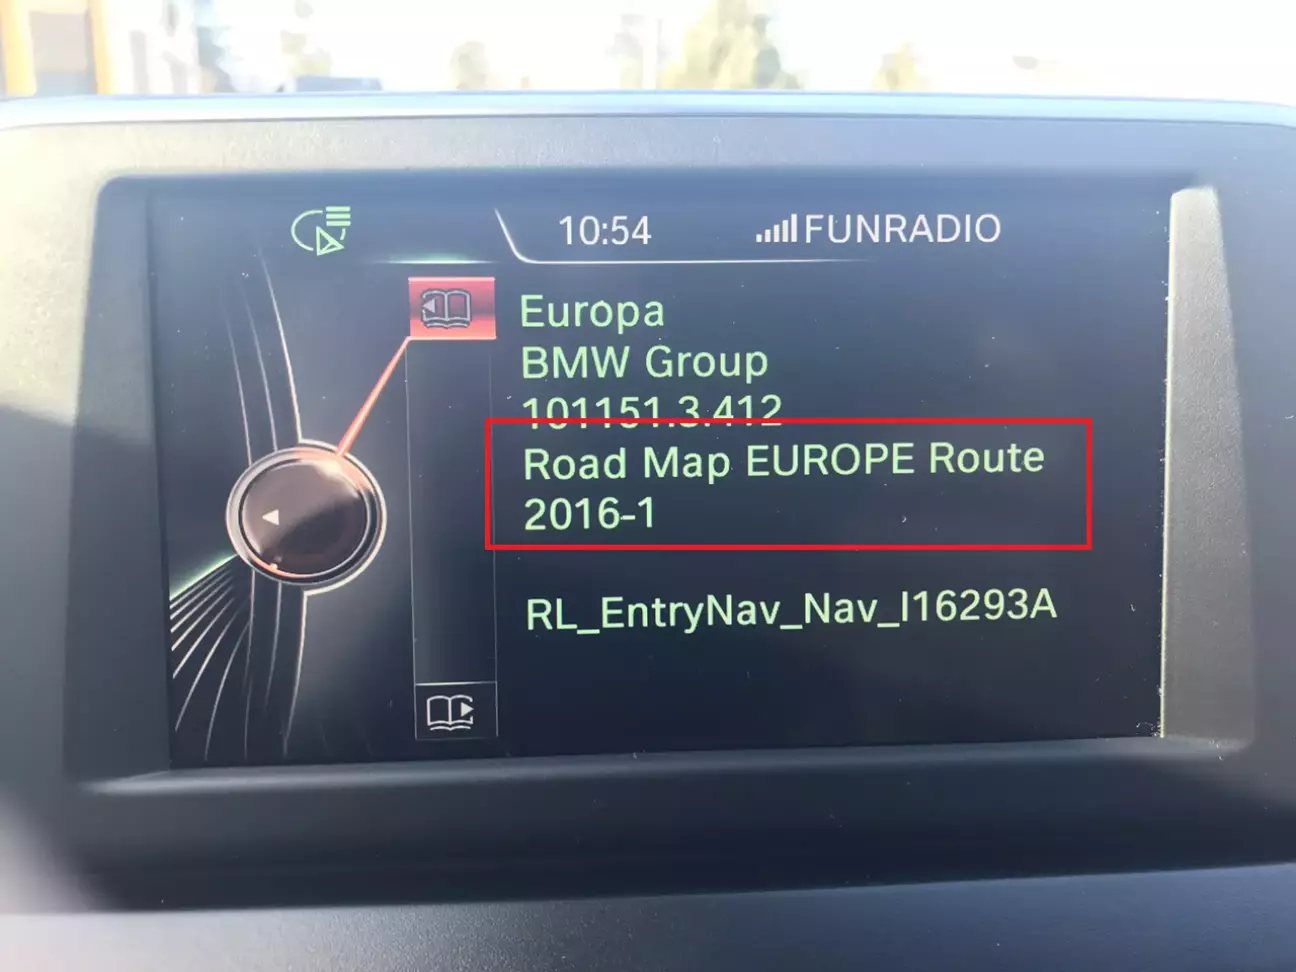 10:54 FUNRADIO
Europa
BMW Group
101151.3.412
Road Map EUROPE Route
2016-1
RL_EntryNav_Nav_I16293A